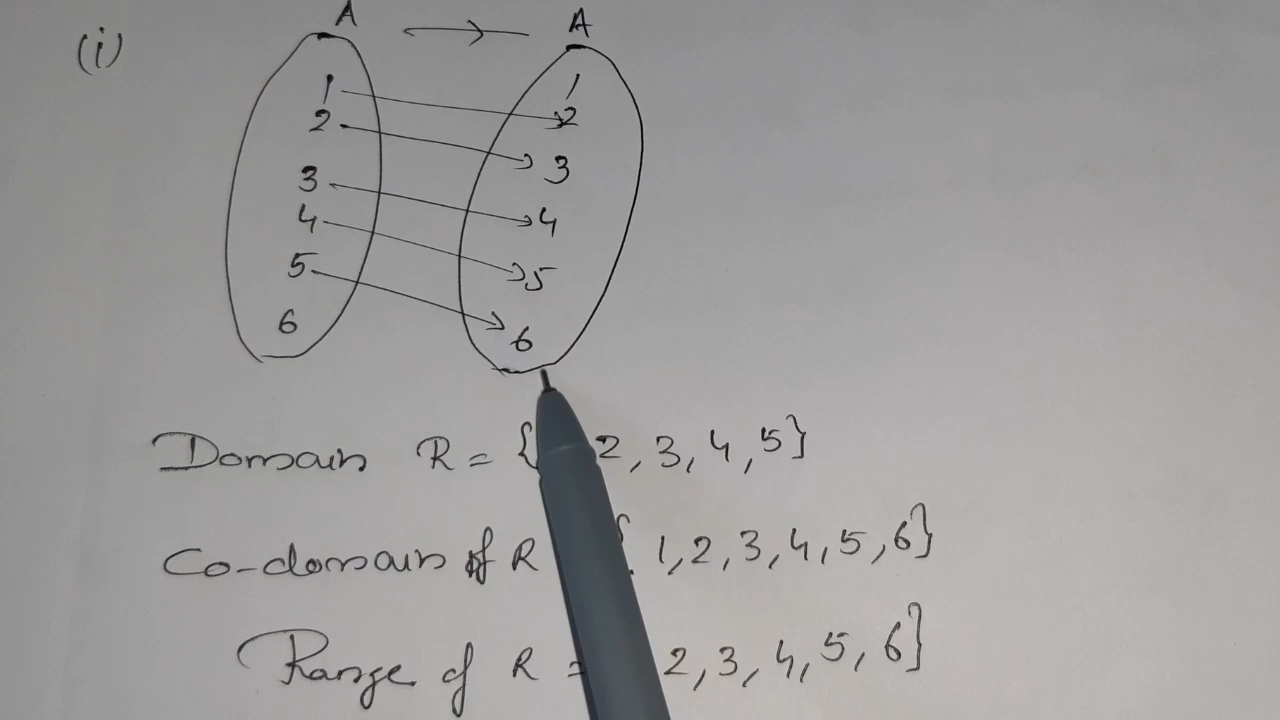 (i)
A → A
1 1
2 2
3 3
4 4
5 5
6 6
Domain R = { 2, 3, 4, 5}
Co-domain of R { 1, 2, 3, 4, 5, 6}
Range of R = 2, 3, 4, 5, 6}